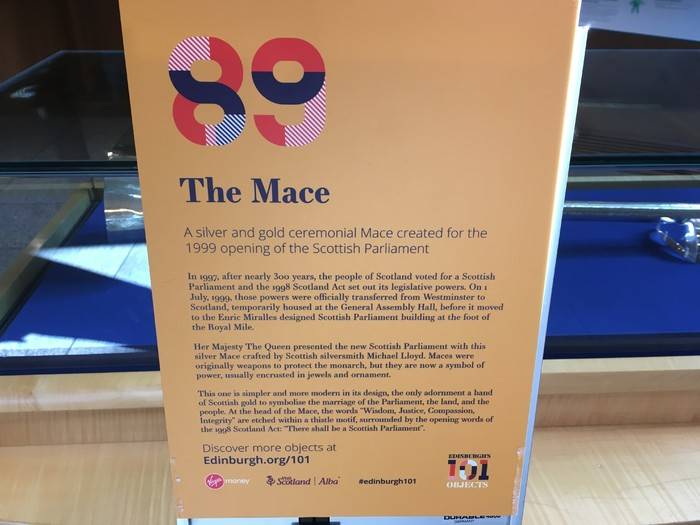 89
The Mace
A silver and gold ceremonial Mace created for the
1999 opening of the Scottish Parliament
In 1997, after nearly 300 years, the people of Scotland voted for a Scottish
Parliament and the 1998 Scotland Act set out its legislative powers. On 1
July, 1999, those powers were officially transferred from Westminster to
Scotland, temporarily housed at the General Assembly Hall, before it moved
to the Enric Miralles designed Scottish Parliament building at the foot of
the Royal Mile.
Her Majesty The Queen presented the new Scottish Parliament with this
silver Mace crafted by Scottish silversmith Michael Lloyd. Maces were
originally weapons to protect the monarch, but they are now a symbol of
power, usually encrusted in jewels and ornament.
This one is simpler and more modern in its design, the only adornment a band
of Scottish gold to symbolise the marriage of the Parliament, the land, and the
people. At the head of the Mace, the words "Wisdom, Justice, Compassion,
Integrity" are etched within a thistle motif, surrounded by the opening words of
the 1998 Scotland Act: "There shall be a Scottish Parliament".
Discover more objects at
Edinburgh.org/101
Virgin money
Visit Scotland | Alba
#edinburgh101
EDINBURGH'S
101
OBJECTS
DURABLE
GERMANY